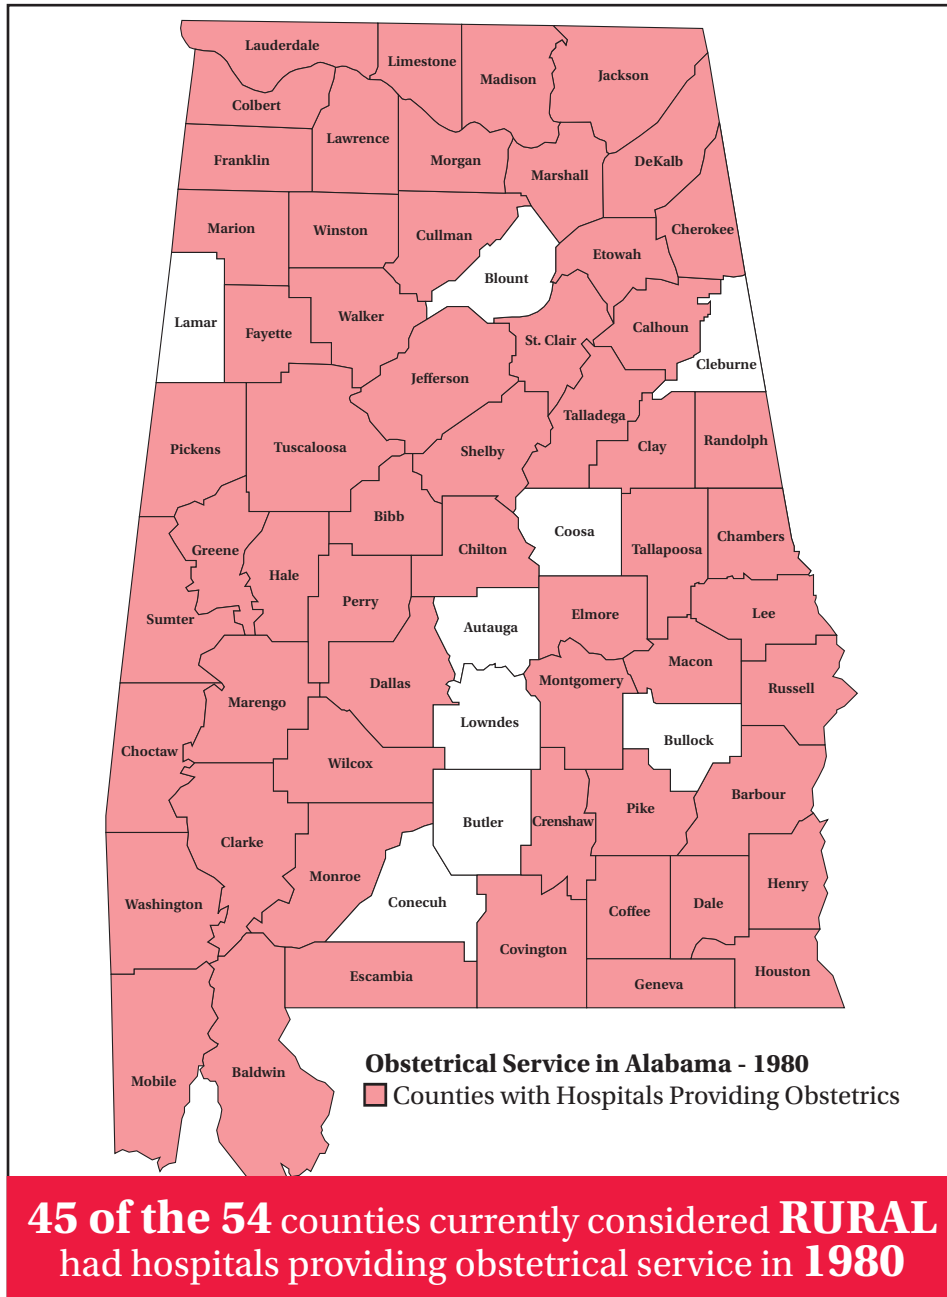 Lauderdale
Limestone
Madison
Jackson
Colbert
Lawrence
Franklin
Morgan
Marshall
DeKalb
Marion
Winston
Cullman
Cherokee
Etowah
Blount
Lamar
Fayette
Walker
St. Clair
Calhoun
Cleburne
Jefferson
Talladega
Pickens
Tuscaloosa
Shelby
Clay
Randolph
Bibb
Coosa
Chambers
Greene
Chilton
Tallapoosa
Hale
Perry
Sumter
Autauga
Elmore
Lee
Macon
Marengo
Dallas
Montgomery
Russell
Lowndes
Choctaw
Wilcox
Bullock
Barbour
Butler
Crenshaw
Pike
Clarke
Monroe
Henry
Washington
Conecuh
Coffee
Dale
Covington
Escambia
Geneva
Houston
Mobile
Baldwin
Obstetrical Service in Alabama - 1980
Counties with Hospitals Providing Obstetrics
45 of the 54 counties currently considered RURAL
had hospitals providing obstetrical service in 1980